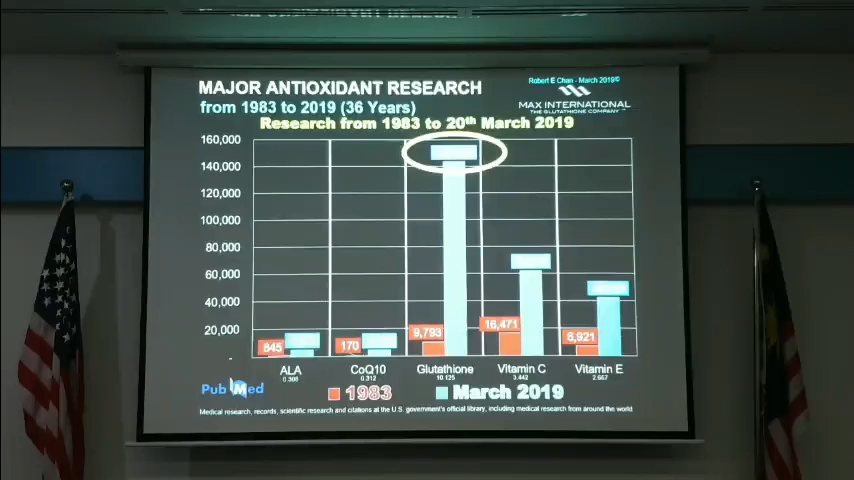 MAJOR ANTIOXIDANT RESEARCH
from 1983 to 2019 (36 Years)
Robert E Chan - March 2019©
MAX INTERNATIONAL
THE GLUTATHIONE COMPANY
Research from 1983 to 20th March 2019
160,000
140,000
120,000
100,000
80,000
60,000
40,000
20,000
-
845
170
9,793
16,471
6,921
ALA
CoQ10
Glutathione
Vitamin C
Vitamin E
0.300
0.312
10.125
3.442
2.667
PubMed
1983
March 2019
Medical research, records, scientific research and citations at the U.S. government's official library, including medical research from around the world